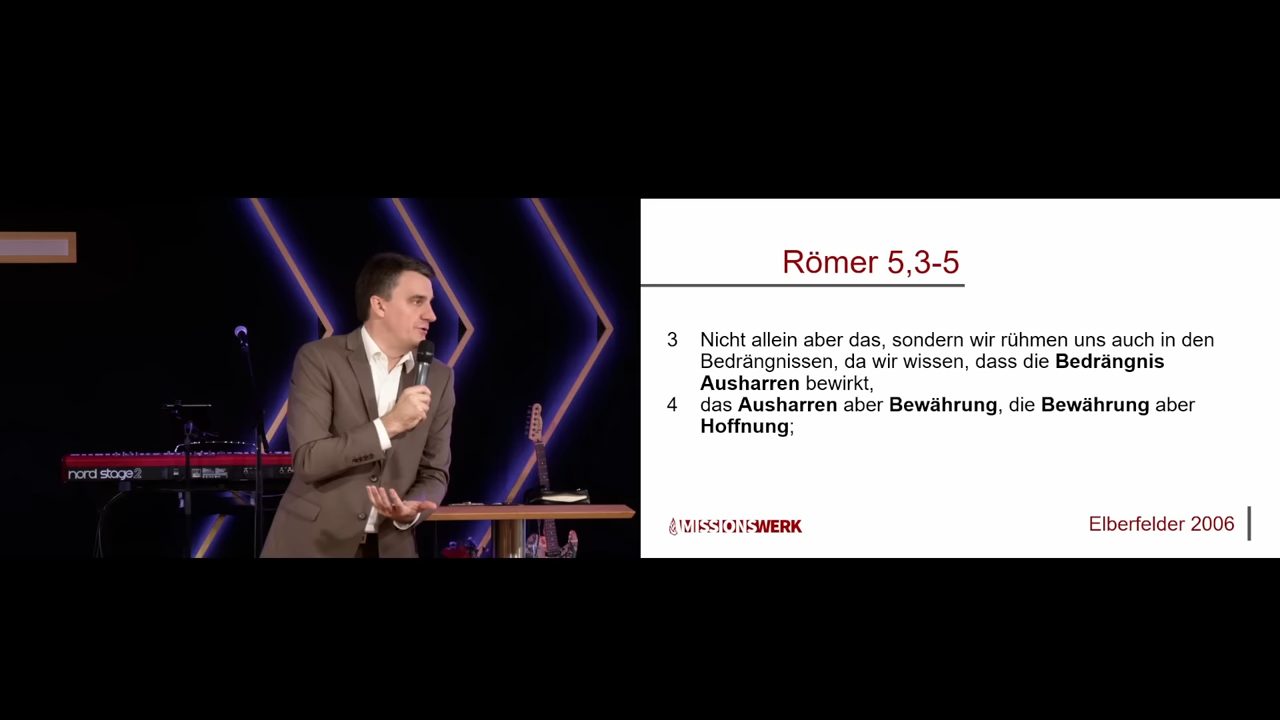 nord stage 2
Römer 5,3-5
3 Nicht allein aber das, sondern wir rühmen uns auch in den
Bedrängnissen, da wir wissen, dass die Bedrängnis
Ausharren bewirkt,
4 das Ausharren aber Bewährung, die Bewährung aber
Hoffnung;
MISSIONSWERK
Elberfelder 2006